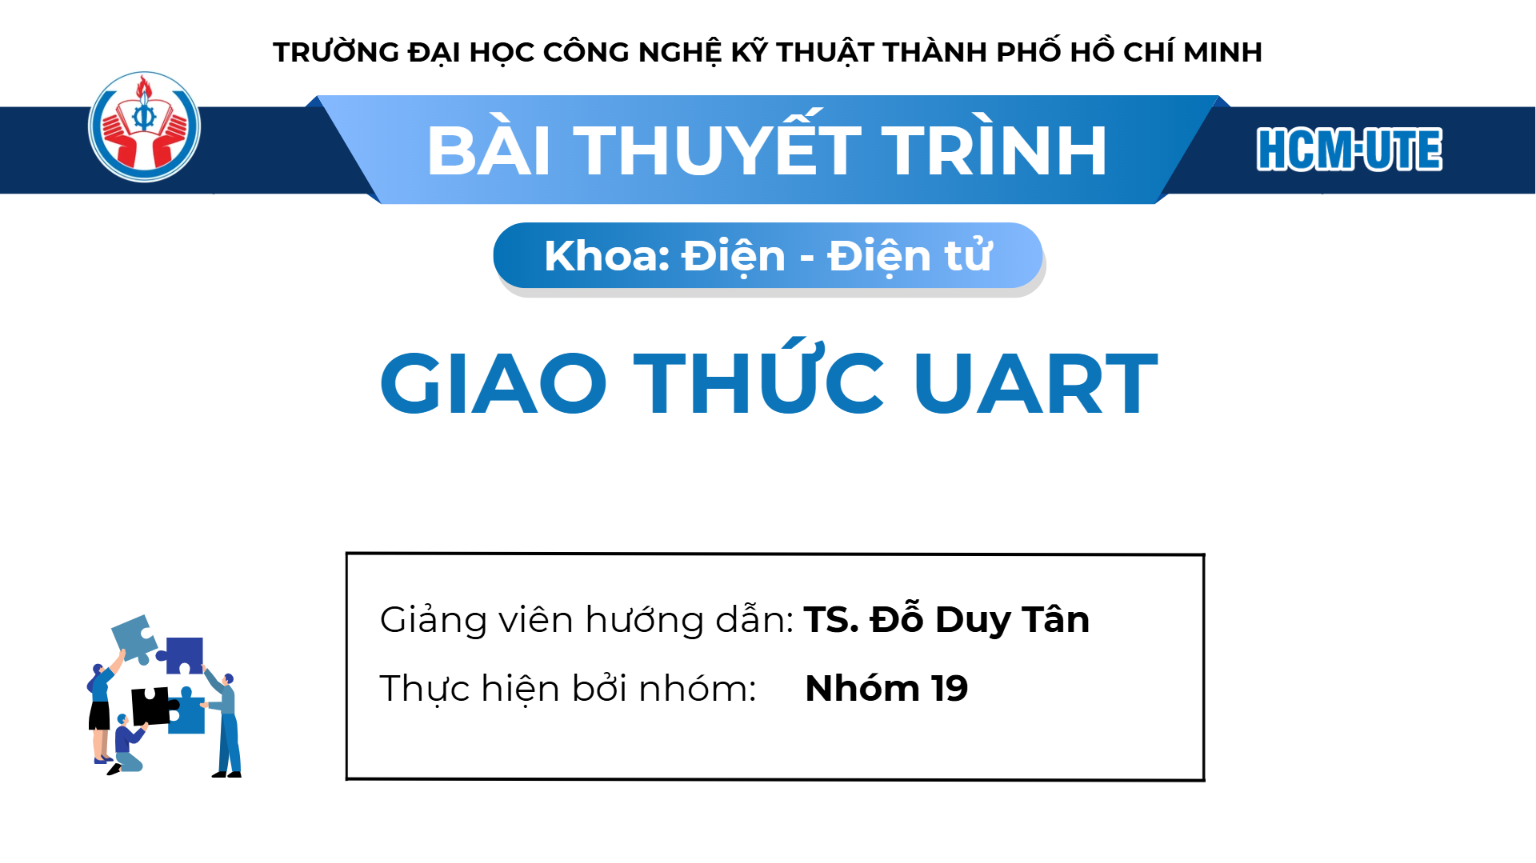 TRƯỜNG ĐẠI HỌC CÔNG NGHỆ KỸ THUẬT THÀNH PHỐ HỒ CHÍ MINH
BÀI THUYẾT TRÌNH
HCM-UTE
Khoa: Điện - Điện tử
GIAO THỨC UART
Giảng viên hướng dẫn: TS. Đỗ Duy Tân
Thực hiện bởi nhóm: Nhóm 19